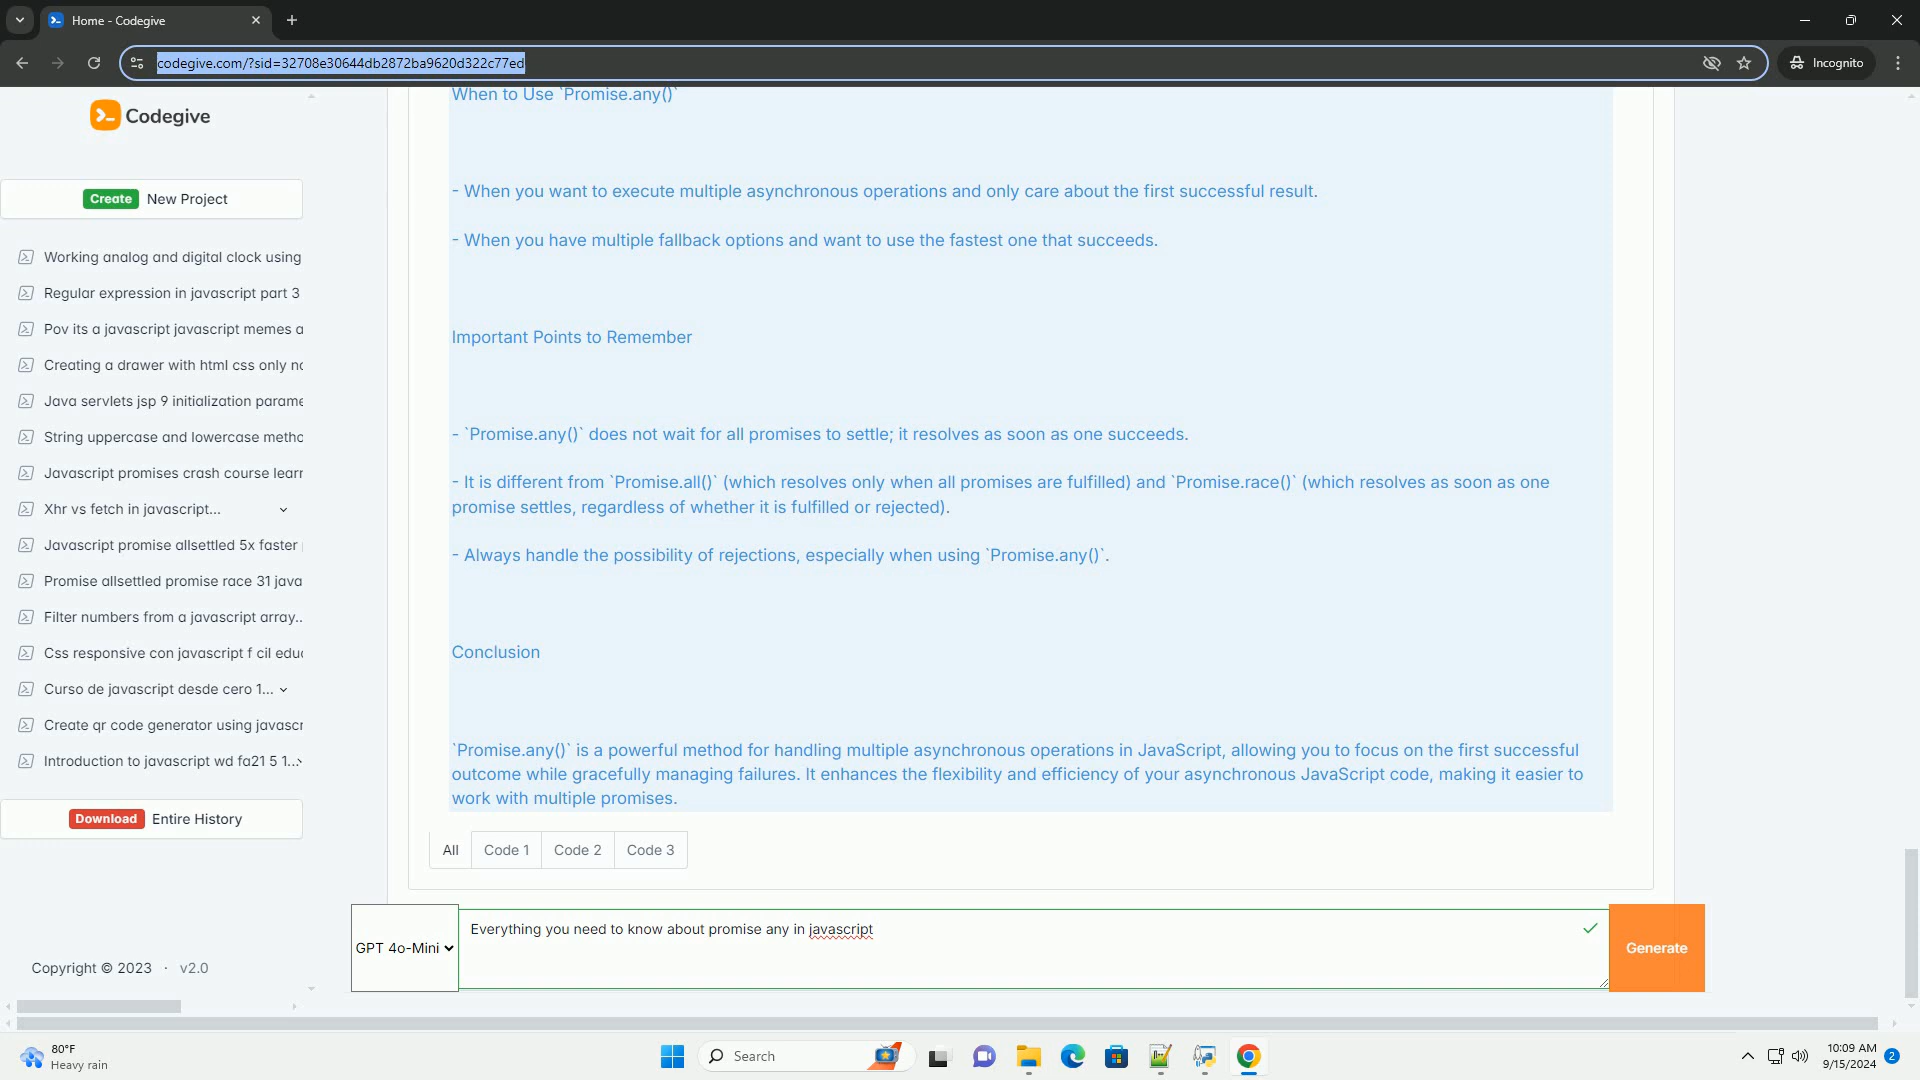 Home - Codegive
codegive.com/?sid=32708e30644db2872ba9620d322c77ed
Incognito
Codegive
Create New Project
Working analog and digital clock using
Regular expression in javascript part 3
Pov its a javascript javascript memes a
Creating a drawer with html css only no
Java servlets jsp 9 initialization parame
String uppercase and lowercase metho
Javascript promises crash course learn
Xhr vs fetch in javascript...
Javascript promise allsettled 5x faster
Promise allsettled promise race 31 java
Filter numbers from a javascript array...
Css responsive con javascript f cil edu
Curso de javascript desde cero 1...
Create qr code generator using javascr
Introduction to javascript wd fa21 5 1...
Download Entire History
Copyright © 2023 · v2.0
When to Use `Promise.any()`
- When you want to execute multiple asynchronous operations and only care about the first successful result.
- When you have multiple fallback options and want to use the fastest one that succeeds.
Important Points to Remember
- `Promise.any()` does not wait for all promises to settle; it resolves as soon as one succeeds.
- It is different from `Promise.all()` (which resolves only when all promises are fulfilled) and `Promise.race()` (which resolves as soon as one
promise settles, regardless of whether it is fulfilled or rejected).
- Always handle the possibility of rejections, especially when using `Promise.any()`.
Conclusion
`Promise.any()` is a powerful method for handling multiple asynchronous operations in JavaScript, allowing you to focus on the first successful
outcome while gracefully managing failures. It enhances the flexibility and efficiency of your asynchronous JavaScript code, making it easier to
work with multiple promises.
All Code 1 Code 2 Code 3
GPT 4o-Mini
Everything you need to know about promise any in javascript
Generate
80°F
Heavy rain
Search
10:09 AM
9/15/2024
2